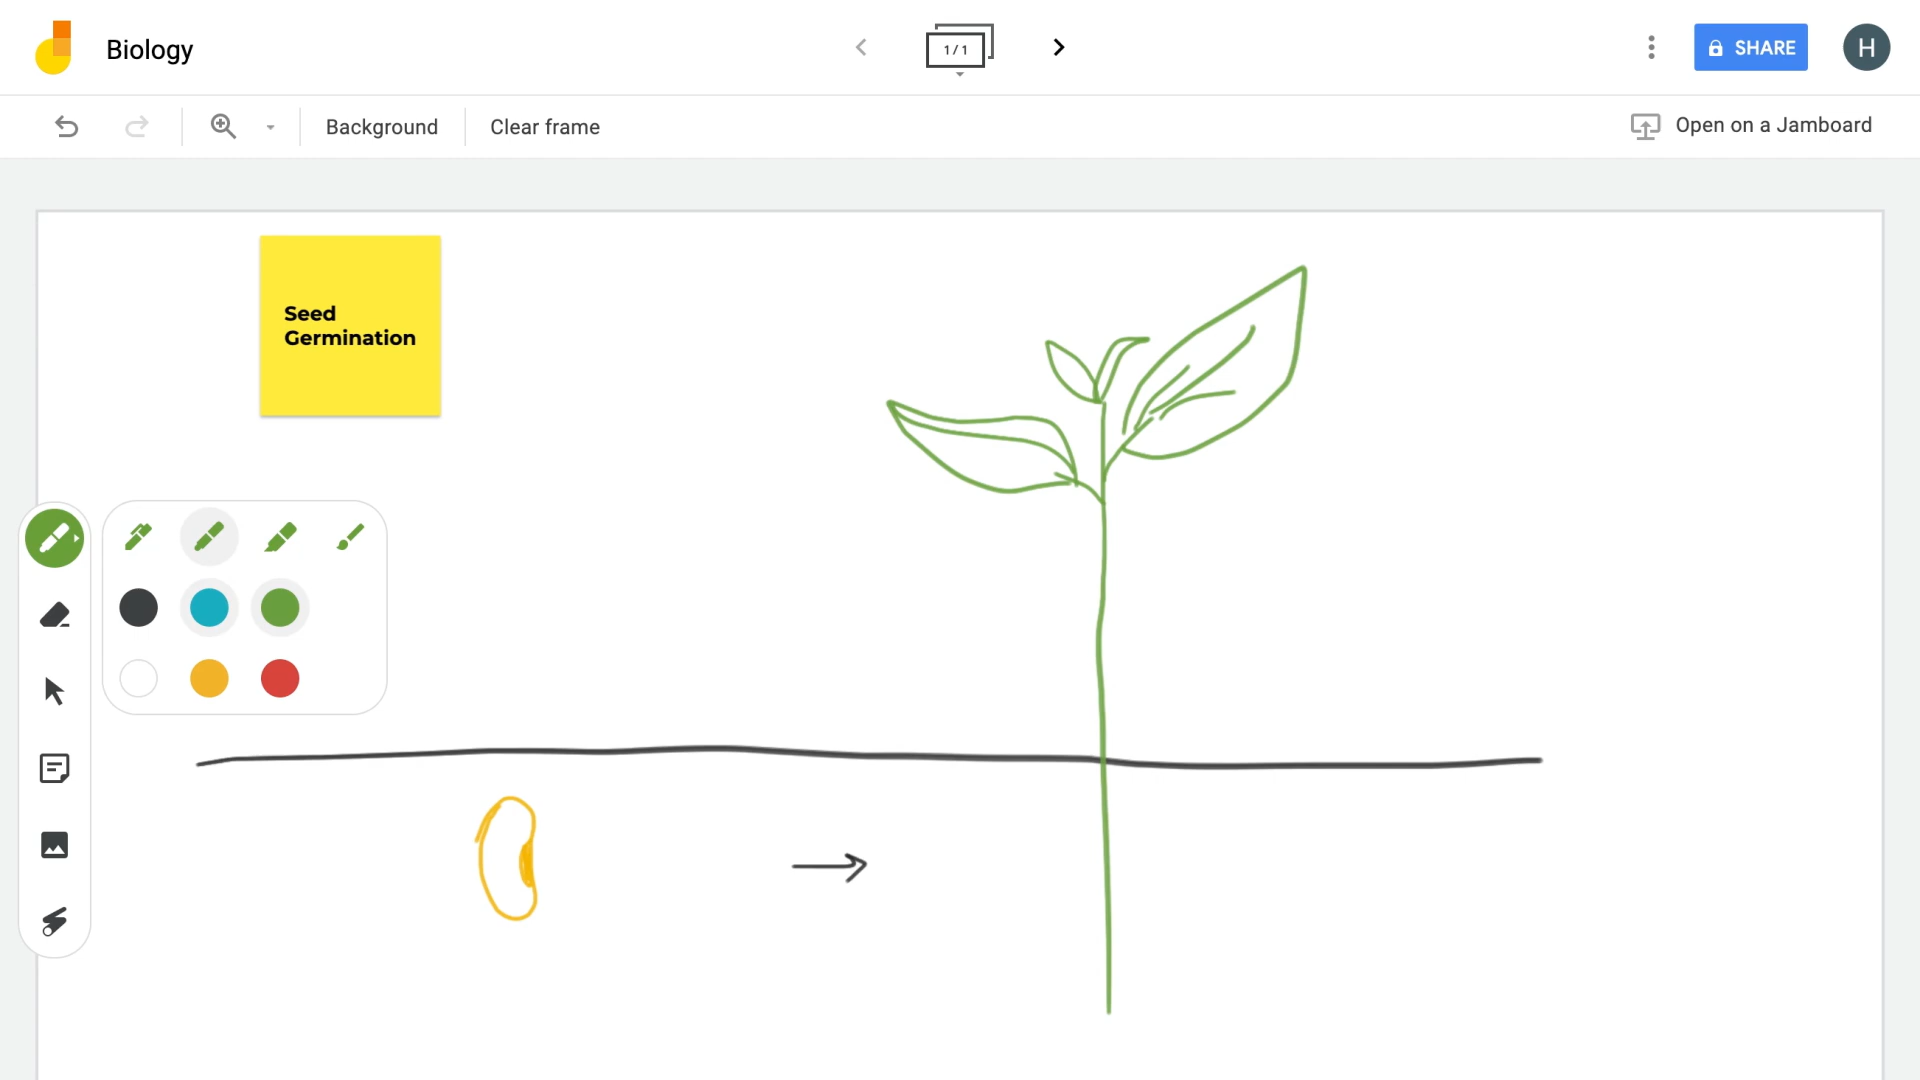 Biology
1 / 1
SHARE
H
Background
Clear frame
Open on a Jamboard
Seed
Germination